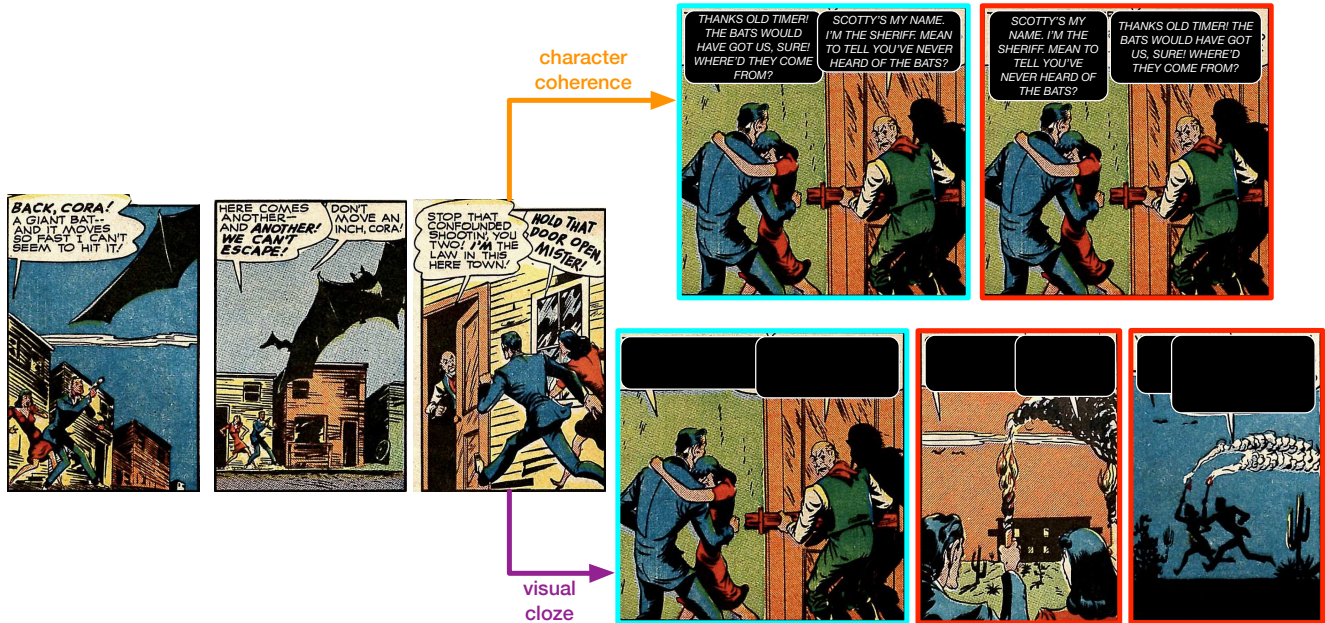 BACK, CORA!
A GIANT BAT--
AND IT MOVES
SO FAST I CAN'T
SEEM TO HIT IT!
HERE COMES
ANOTHER—
AND ANOTHER!
WE CAN'T
ESCAPE!
DON'T
MOVE AN
INCH, CORA!
STOP THAT
CONFOUNDED
SHOOTIN', YOU
TWO! I'M THE
LAW IN THIS
HERE TOWN!
HOLD THAT
DOOR OPEN,
MISTER!
character
coherence
THANKS OLD TIMER!
THE BATS WOULD
HAVE GOT US, SURE!
WHERE'D THEY COME
FROM?
SCOTTY'S MY NAME.
I'M THE SHERIFF. MEAN
TO TELL YOU'VE NEVER
HEARD OF THE BATS?
SCOTTY'S MY
NAME. I'M THE
SHERIFF. MEAN TO
TELL YOU'VE
NEVER HEARD OF
THE BATS?
THANKS OLD TIMER! THE
BATS WOULD HAVE GOT
US, SURE! WHERE'D
THEY COME FROM?
visual
cloze